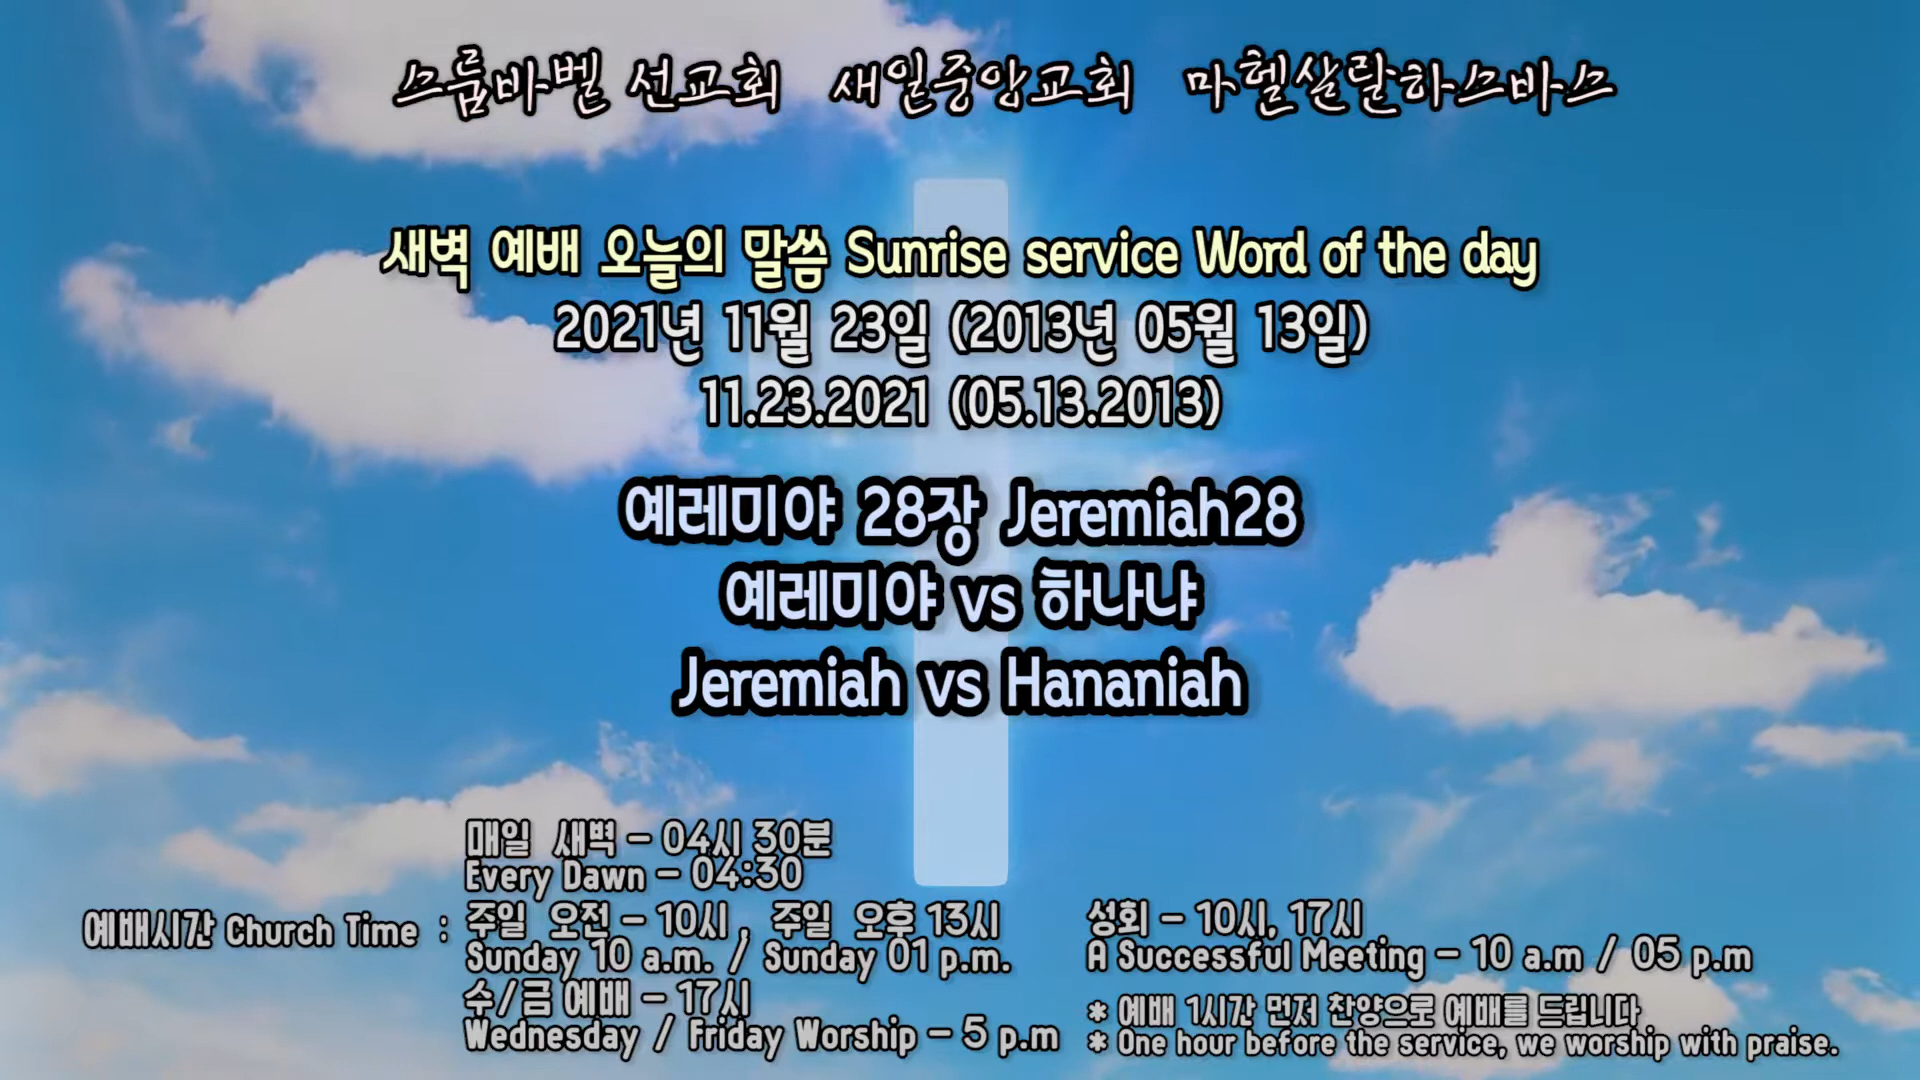 스룹바벨 선교회 새일중앙교회 마헬살랄하스바스
새벽 예배 오늘의 말씀 Sunrise service Word of the day
2021년 11월 23일 (2013년 05월 13일)
11.23.2021 (05.13.2013)
예레미야 28장 Jeremiah28
예레미야 vs 하나냐
Jeremiah vs Hananiah
예배시간 Church Time :
매일 새벽 - 04시 30분
Every Dawn - 04:30
주일 오전 - 10시 , 주일 오후 13시
Sunday 10 a.m. / Sunday 01 p.m.
수/금 예배 - 17시
Wednesday / Friday Worship - 5 p.m
성회 - 10시, 17시
A Successful Meeting - 10 a.m / 05 p.m
* 예배 1시간 먼저 찬양으로 예배를 드립니다
* One hour before the service, we worship with praise.